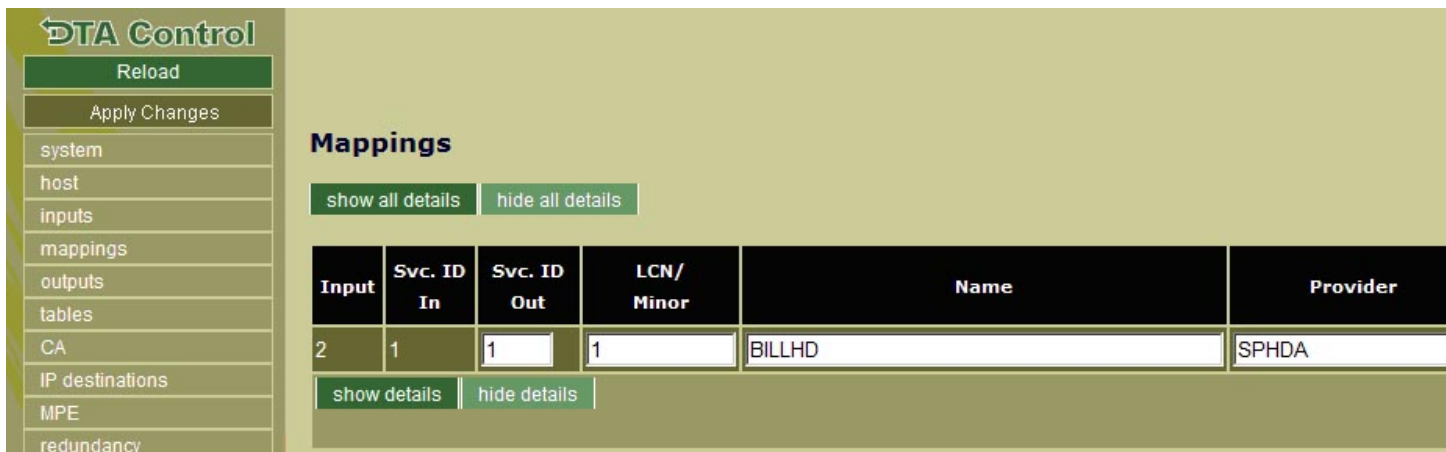 DTA Control
Reload
Apply Changes
system
host
inputs
mappings
outputs
tables
CA
IP destinations
MPE
redundancy
Mappings
show all details hide all details
Input Svc. ID In Svc. ID Out LCN/ Minor Name Provider
2 1 1 1 BILLHD SPHDA
show details hide details